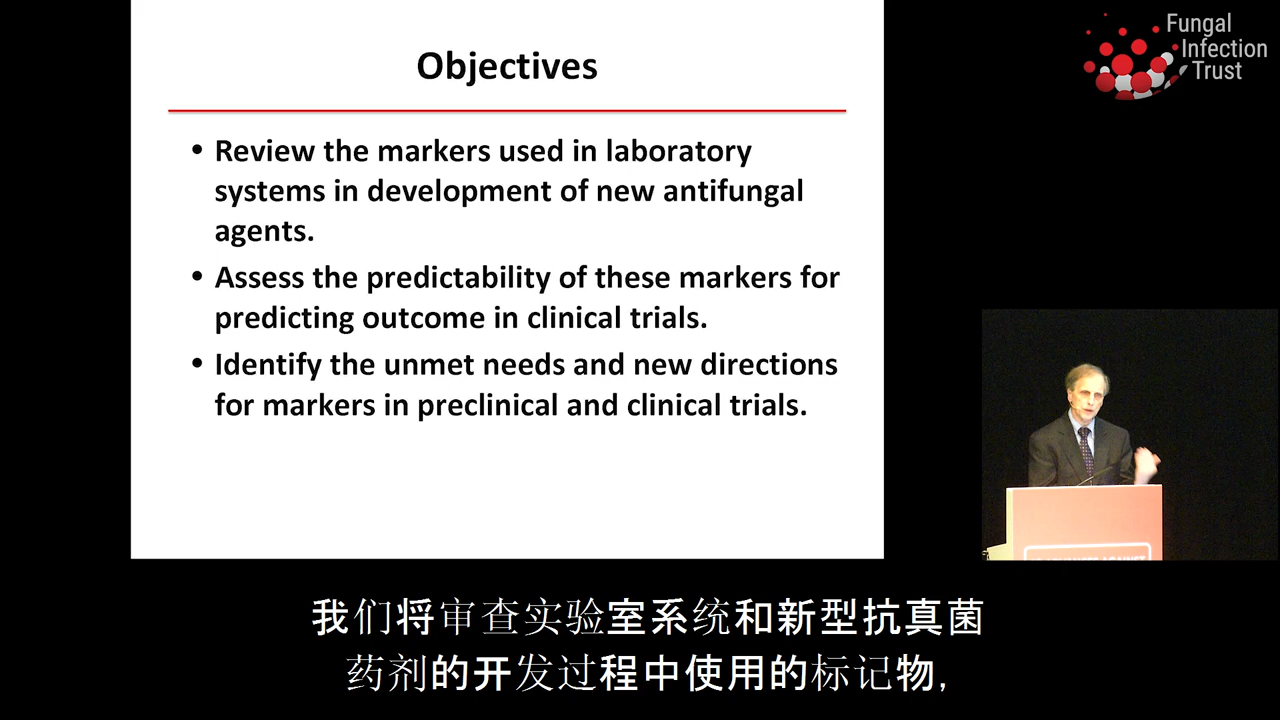 Objectives
• Review the markers used in laboratory
systems in development of new antifungal
agents.
• Assess the predictability of these markers for
predicting outcome in clinical trials.
• Identify the unmet needs and new directions
for markers in preclinical and clinical trials.
Fungal
Infection
Trust
我们将审查实验室系统和新型抗真菌
药剂的开发过程中使用的标记物,